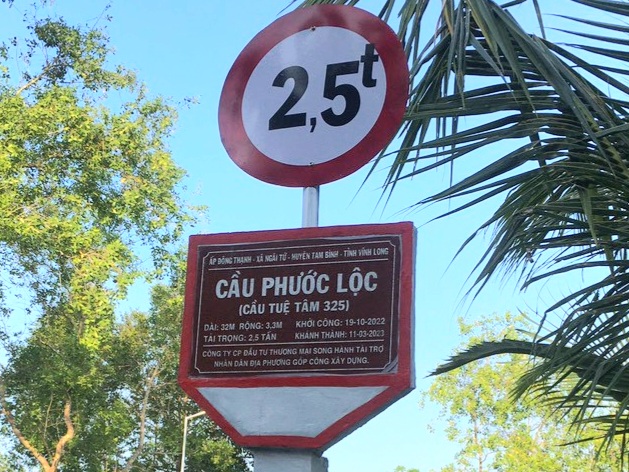 2,5t
ẤP ĐÔNG THẠNH - XÃ NGÃI TỨ - HUYỆN TAM BÌNH - TỈNH VĨNH LONG
CẦU PHƯỚC LỘC
(CẦU TUỆ TÂM 325)
DÀI: 32M RỘNG: 3,3M KHỞI CÔNG: 19-10-2022
TẢI TRỌNG: 2,5 TẤN KHÁNH THÀNH: 11-03-2023
CÔNG TY CP ĐẦU TƯ THƯƠNG MẠI SONG HÀNH TÀI TRỢ
NHÂN DÂN ĐỊA PHƯƠNG GÓP CÔNG XÂY DỰNG.